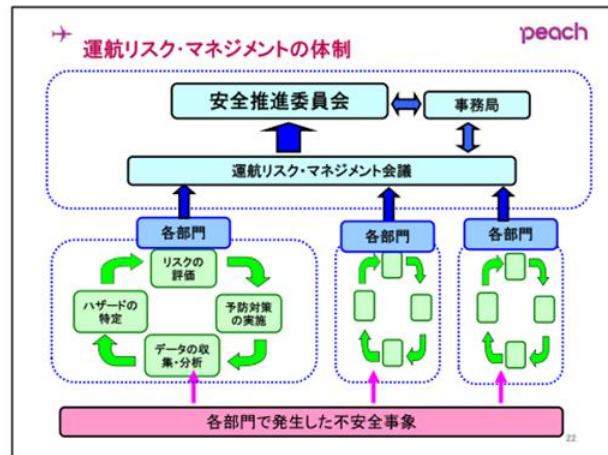 運航リスク・マネジメントの体制
peach
安全推進委員会
事務局
運航リスク・マネジメント会議
各部門
各部門
各部門
リスクの
評価
ハザードの
特定
予防対策
の実施
データの収
集・分析
各部門で発生した不安全事象
22